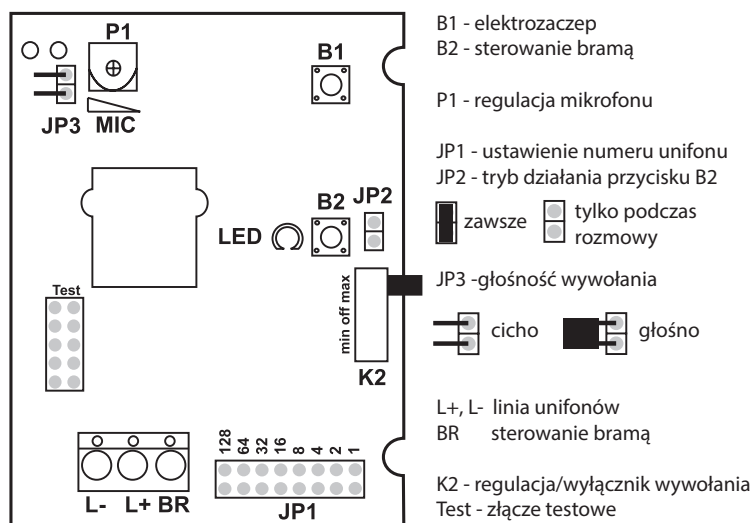 P1
JP3
MIC
B1
B2
JP2
LED
Test
min off max
K2
L- L+ BR
128 64 32 16 8 4 2 1
JP1
B1 - elektrozaczep
B2 - sterowanie bramą
P1 - regulacja mikrofonu
JP1 - ustawienie numeru unifonu
JP2 - tryb działania przycisku B2
zawsze
tylko podczas
rozmowy
JP3 -głośność wywołania
cicho
głośno
L+, L- linia unifonów
BR sterowanie bramą
K2 - regulacja/wyłącznik wywołania
Test - złącze testowe